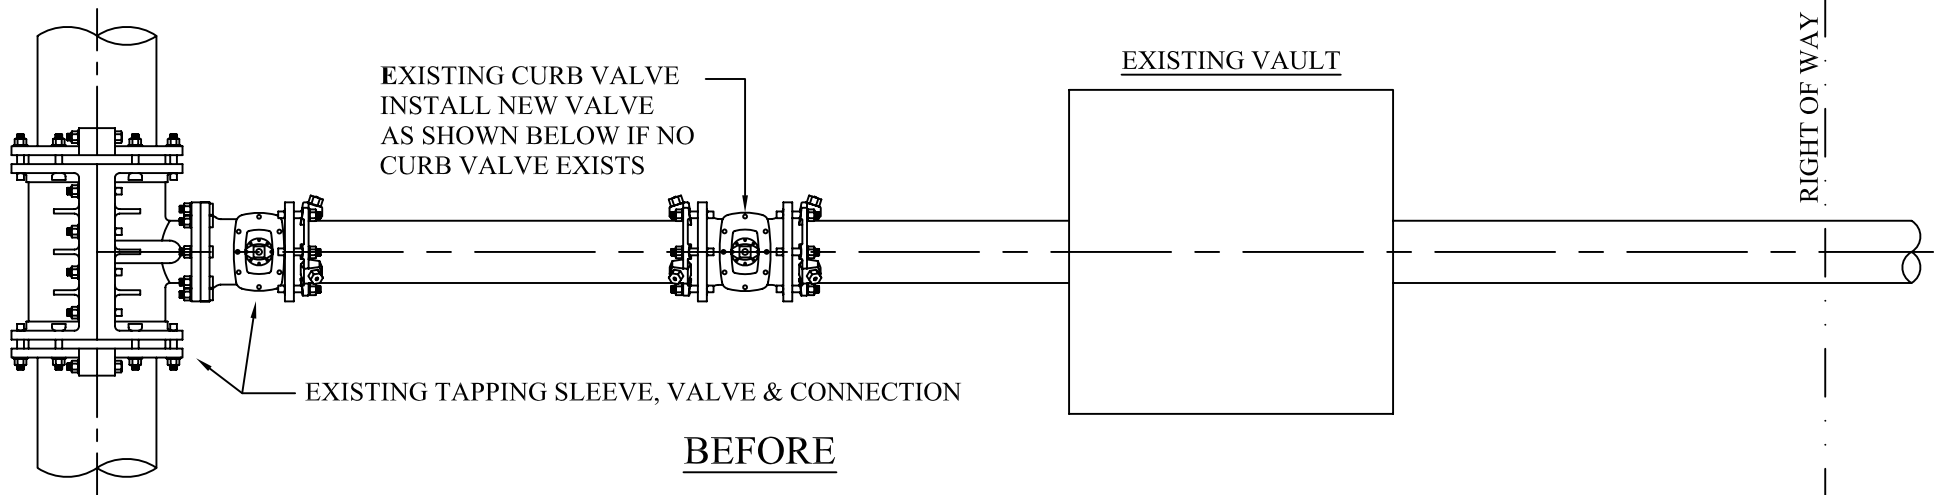 EXISTING CURB VALVE
INSTALL NEW VALVE
AS SHOWN BELOW IF NO
CURB VALVE EXISTS
EXISTING VAULT
RIGHT OF WAY
EXISTING TAPPING SLEEVE, VALVE & CONNECTION
BEFORE